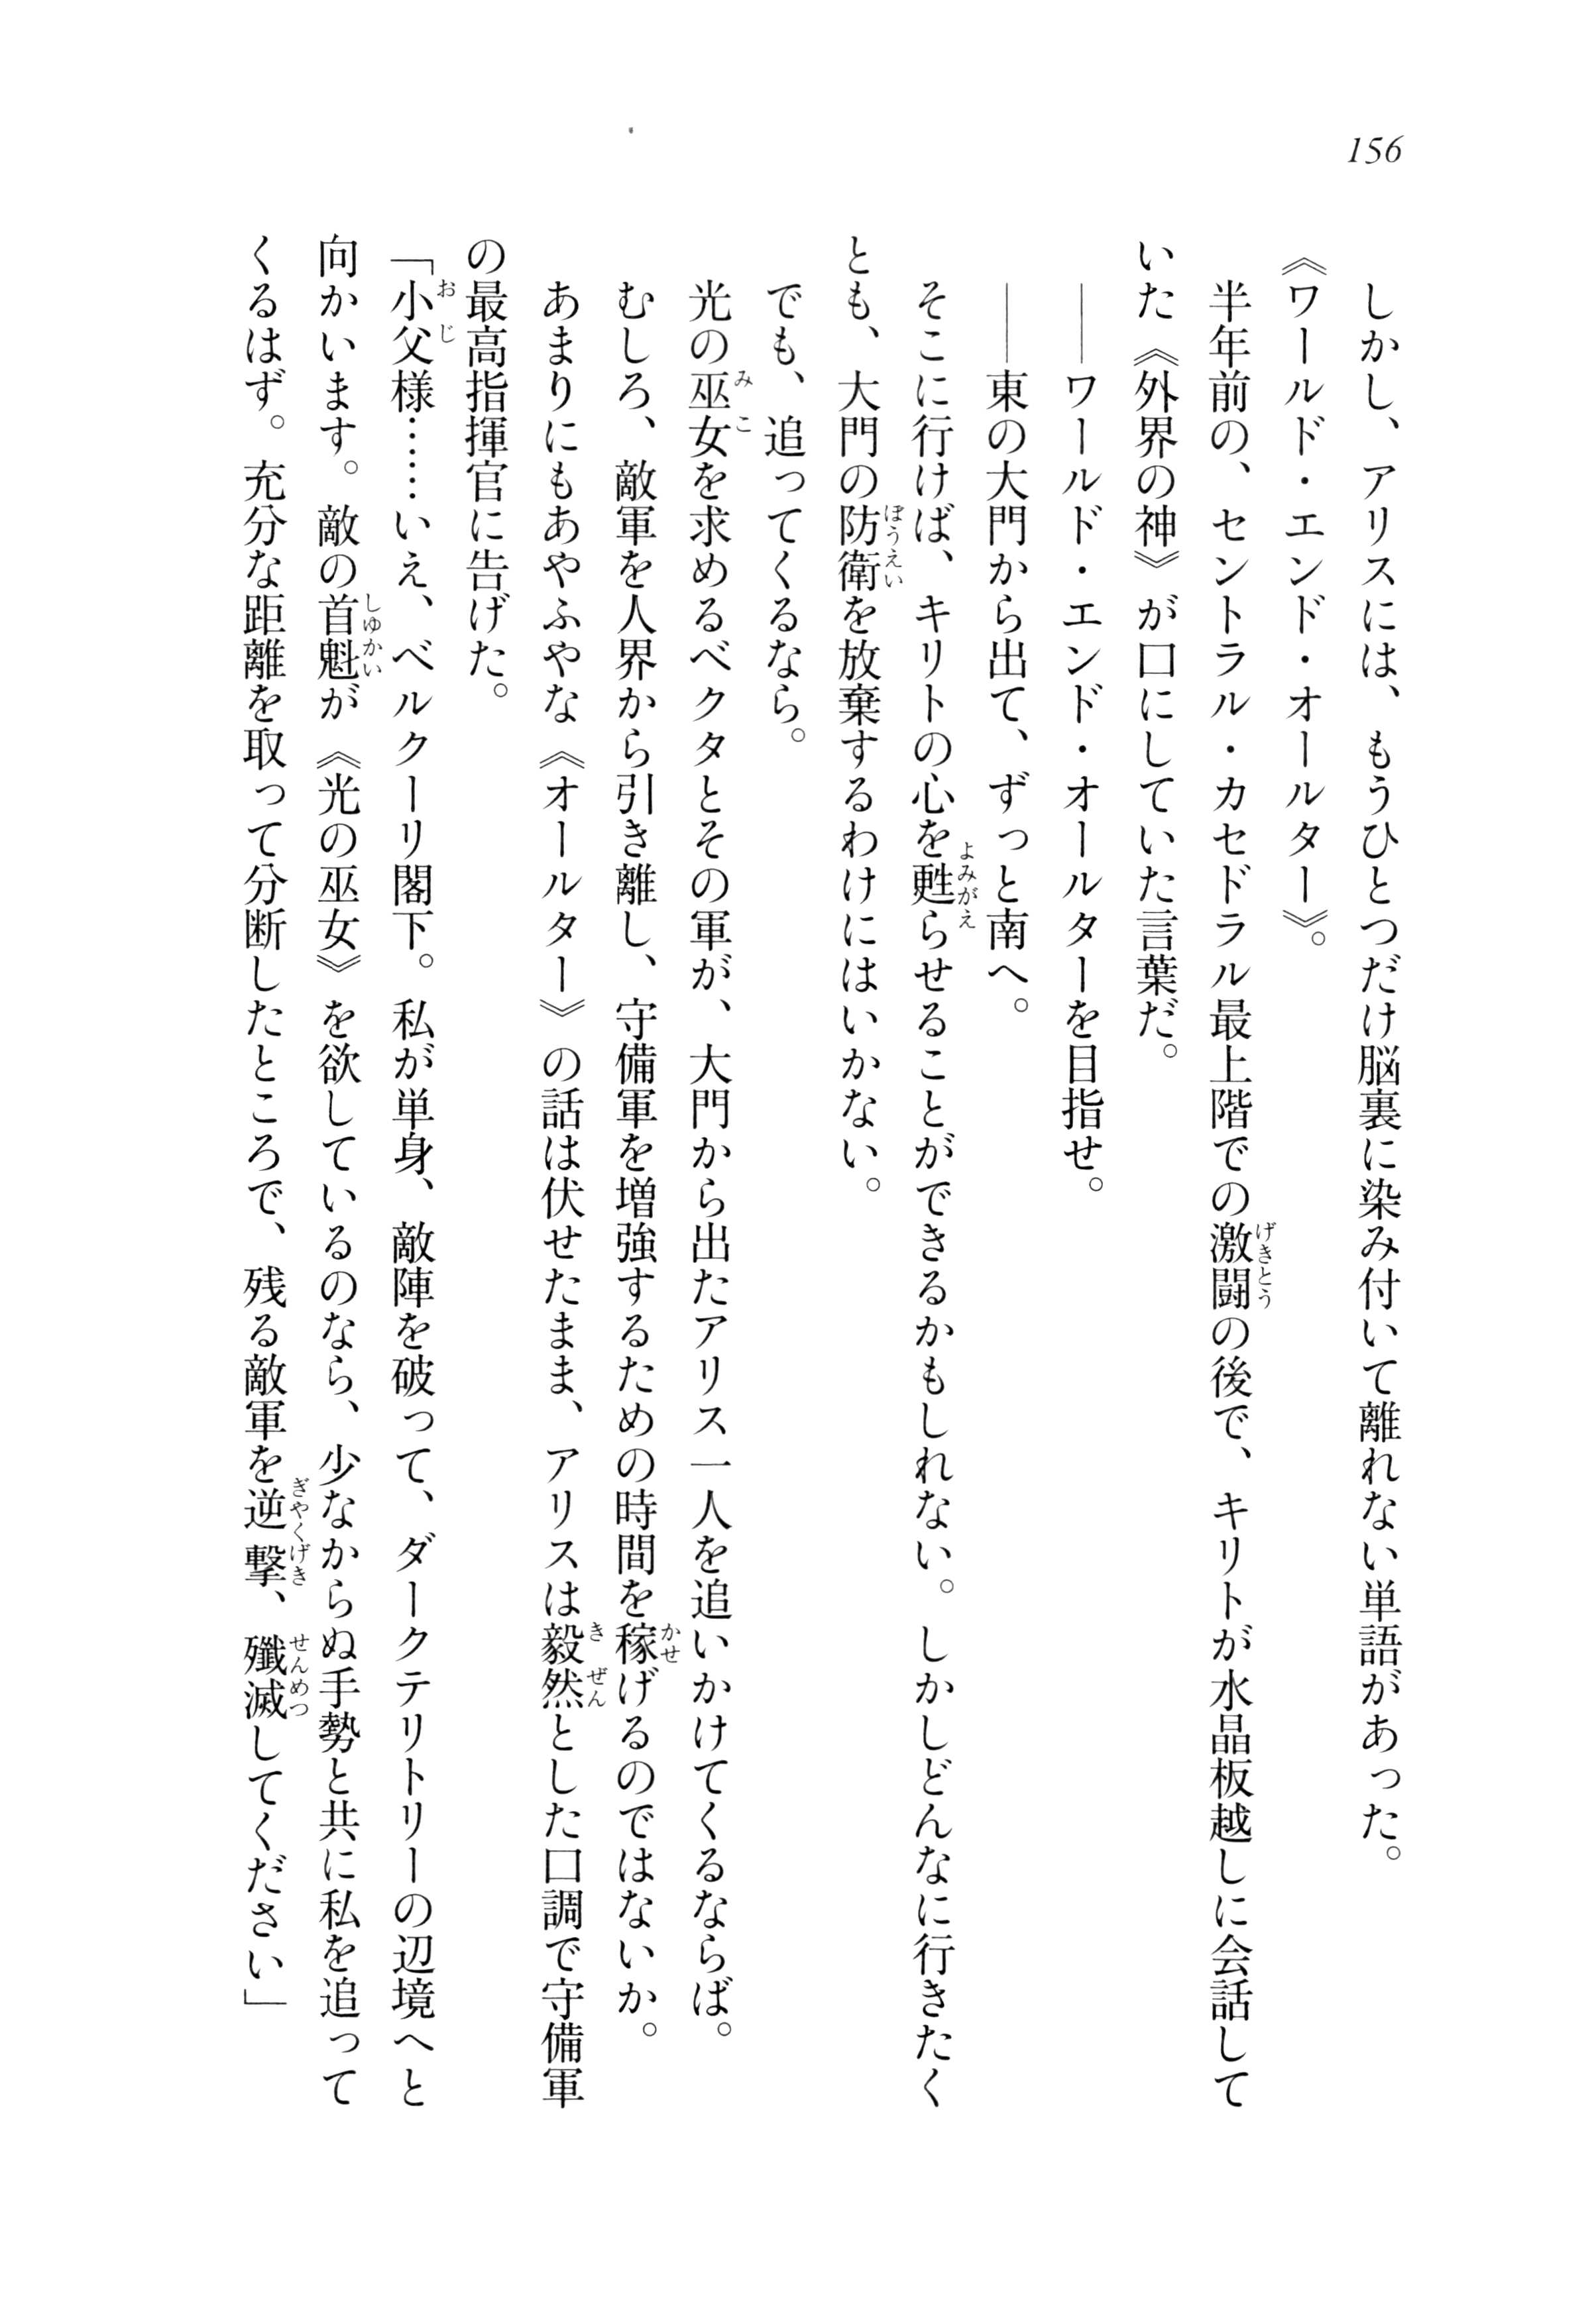 156
しかし、アリスには、もうひとつだけ脳裏に染み付いて離れない単語があった。
《ワールド・エンド・オールター》。
半年前の、セントラル・カセドラル最上階での激闘の後で、キリトが水晶板越しに会話して
いた《外界の神》が口にしていた言葉だ。
――ワールド・エンド・オールターを目指せ。
――東の大門から出て、ずっと南へ。
そこに行けば、キリトの心を甦らせることができるかもしれない。しかしどんなに行きたく
とも、大門の防衛を放棄するわけにはいかない。
でも、追ってくるなら。
光の巫女を求めるベクタとその軍が、大門から出たアリス一人を追いかけてくるならば。
むしろ、敵軍を人界から引き離し、守備軍を増強するための時間を稼げるのではないか。
あまりにもあやふやな《オールター》の話は伏せたまま、アリスは毅然とした口調で守備軍
の最高指揮官に告げた。
「小父様……いえ、ベルクーリ閣下。私が単身、敵陣を破って、ダークテリトリーの辺境へと
向かいます。敵の首魁が《光の巫女》を欲しているのなら、少なからぬ手勢と共に私を追って
くるはず。充分な距離を取って分断したところで、残る敵軍を逆撃、殲滅してください」